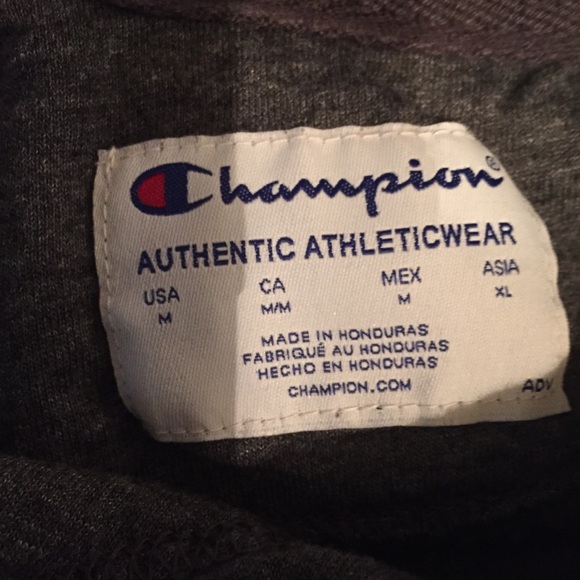 Champion®
AUTHENTIC ATHLETICWEAR
USA CA MEX ASIA
M M/M M XL
MADE IN HONDURAS
FABRIQUÉ AU HONDURAS
HECHO EN HONDURAS
CHAMPION.COM
ADV